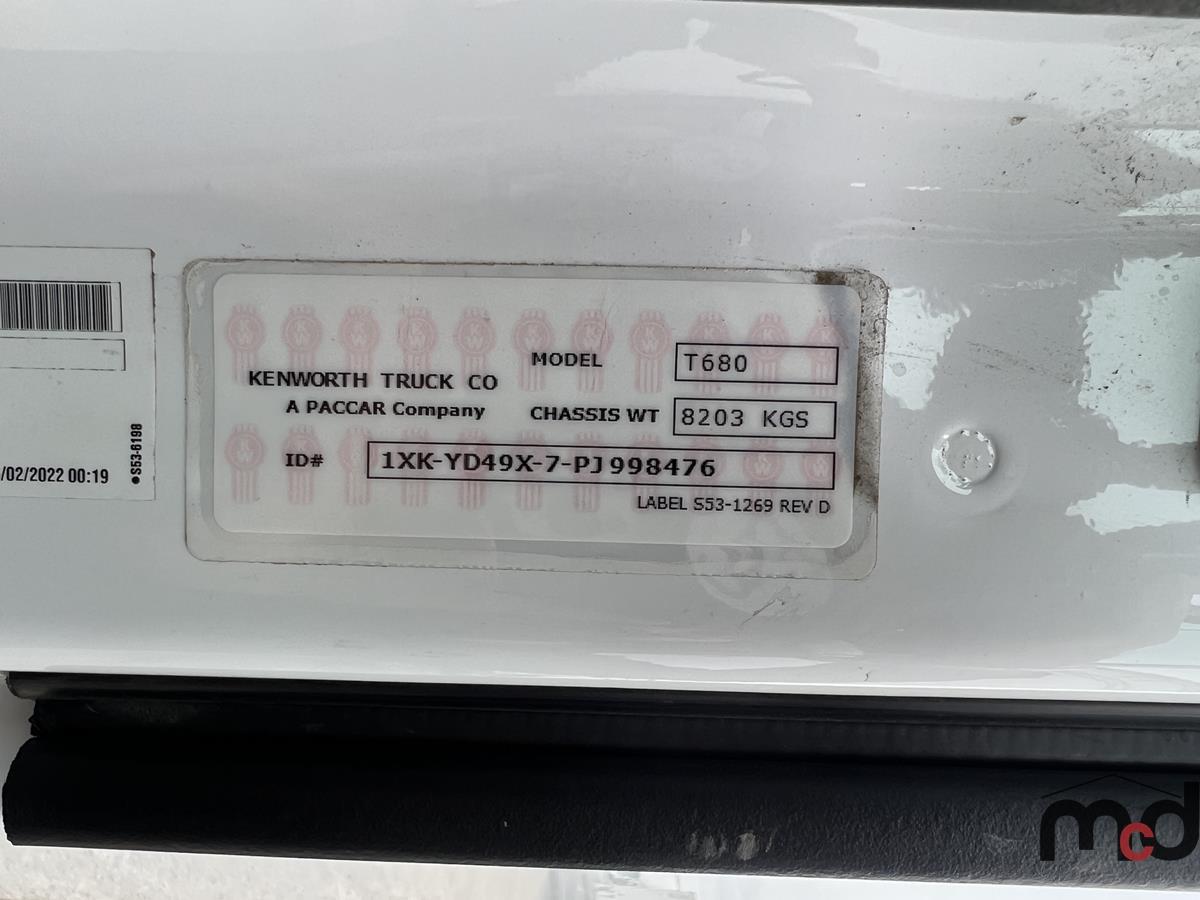 KENWORTH TRUCK CO
A PACCAR Company
MODEL T680
CHASSIS WT 8203 KGS
ID# 1XK-YD49X-7-PJ998476
LABEL S53-1269 REV D
/02/2022 00:19
●S53-6198
mcd